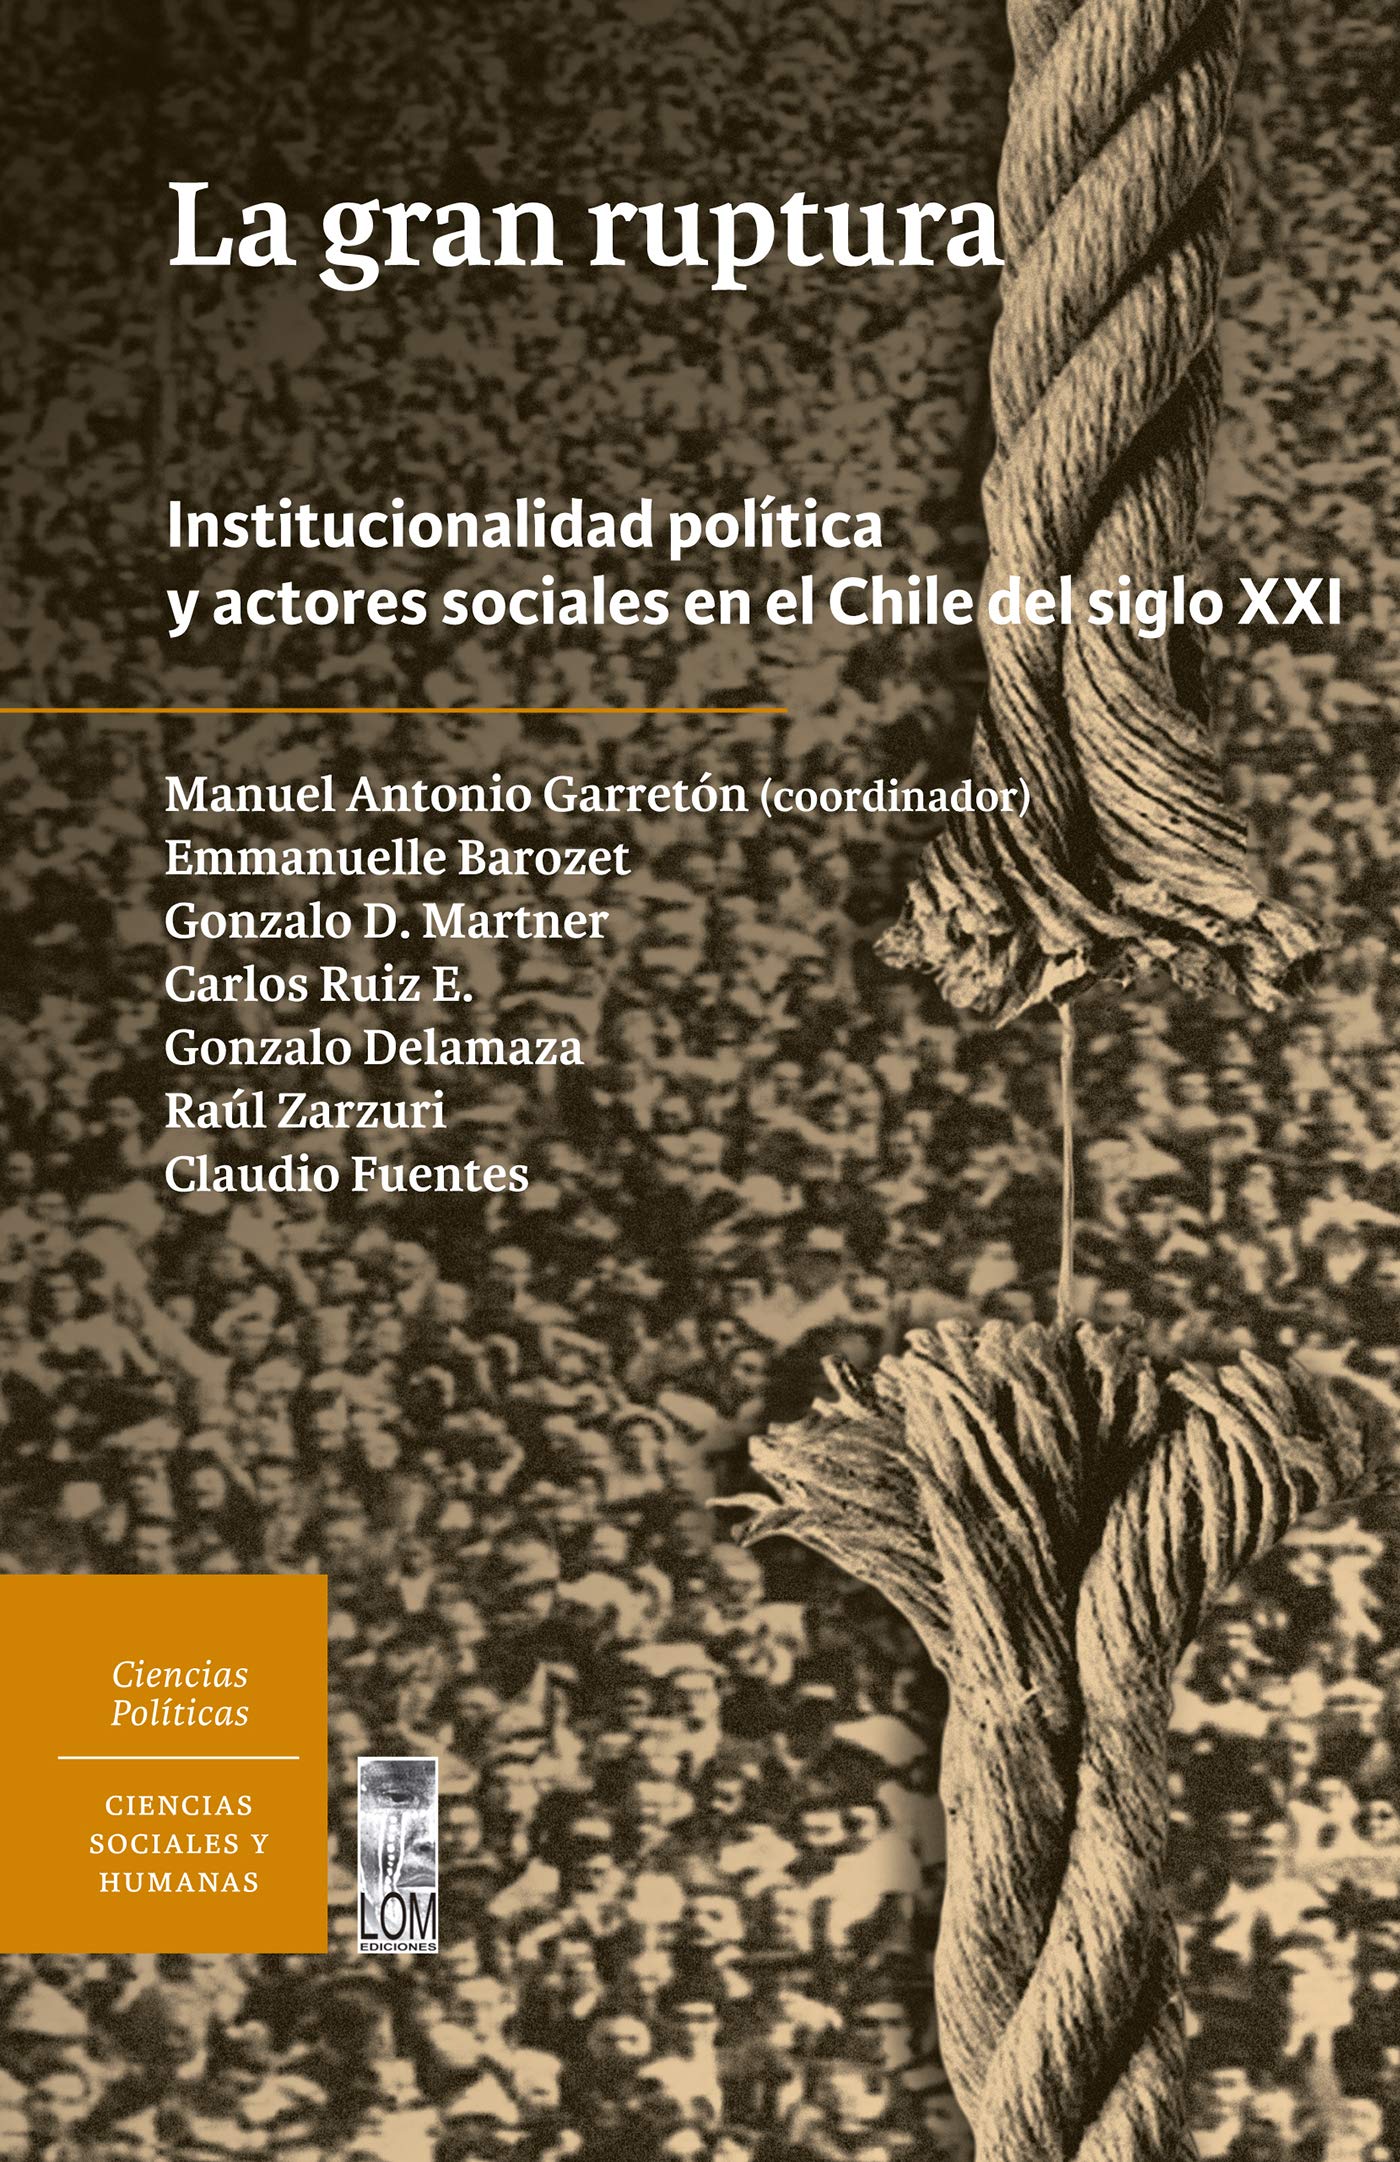 La gran ruptura
Institucionalidad política
y actores sociales en el Chile del siglo XXI
Manuel Antonio Garretón (coordinador)
Emmanuelle Barozet
Gonzalo D. Martner
Carlos Ruiz E.
Gonzalo Delamaza
Raúl Zarzuri
Claudio Fuentes
Ciencias
Políticas
CIENCIAS
SOCIALES Y
HUMANAS
LOM
EDICIONES